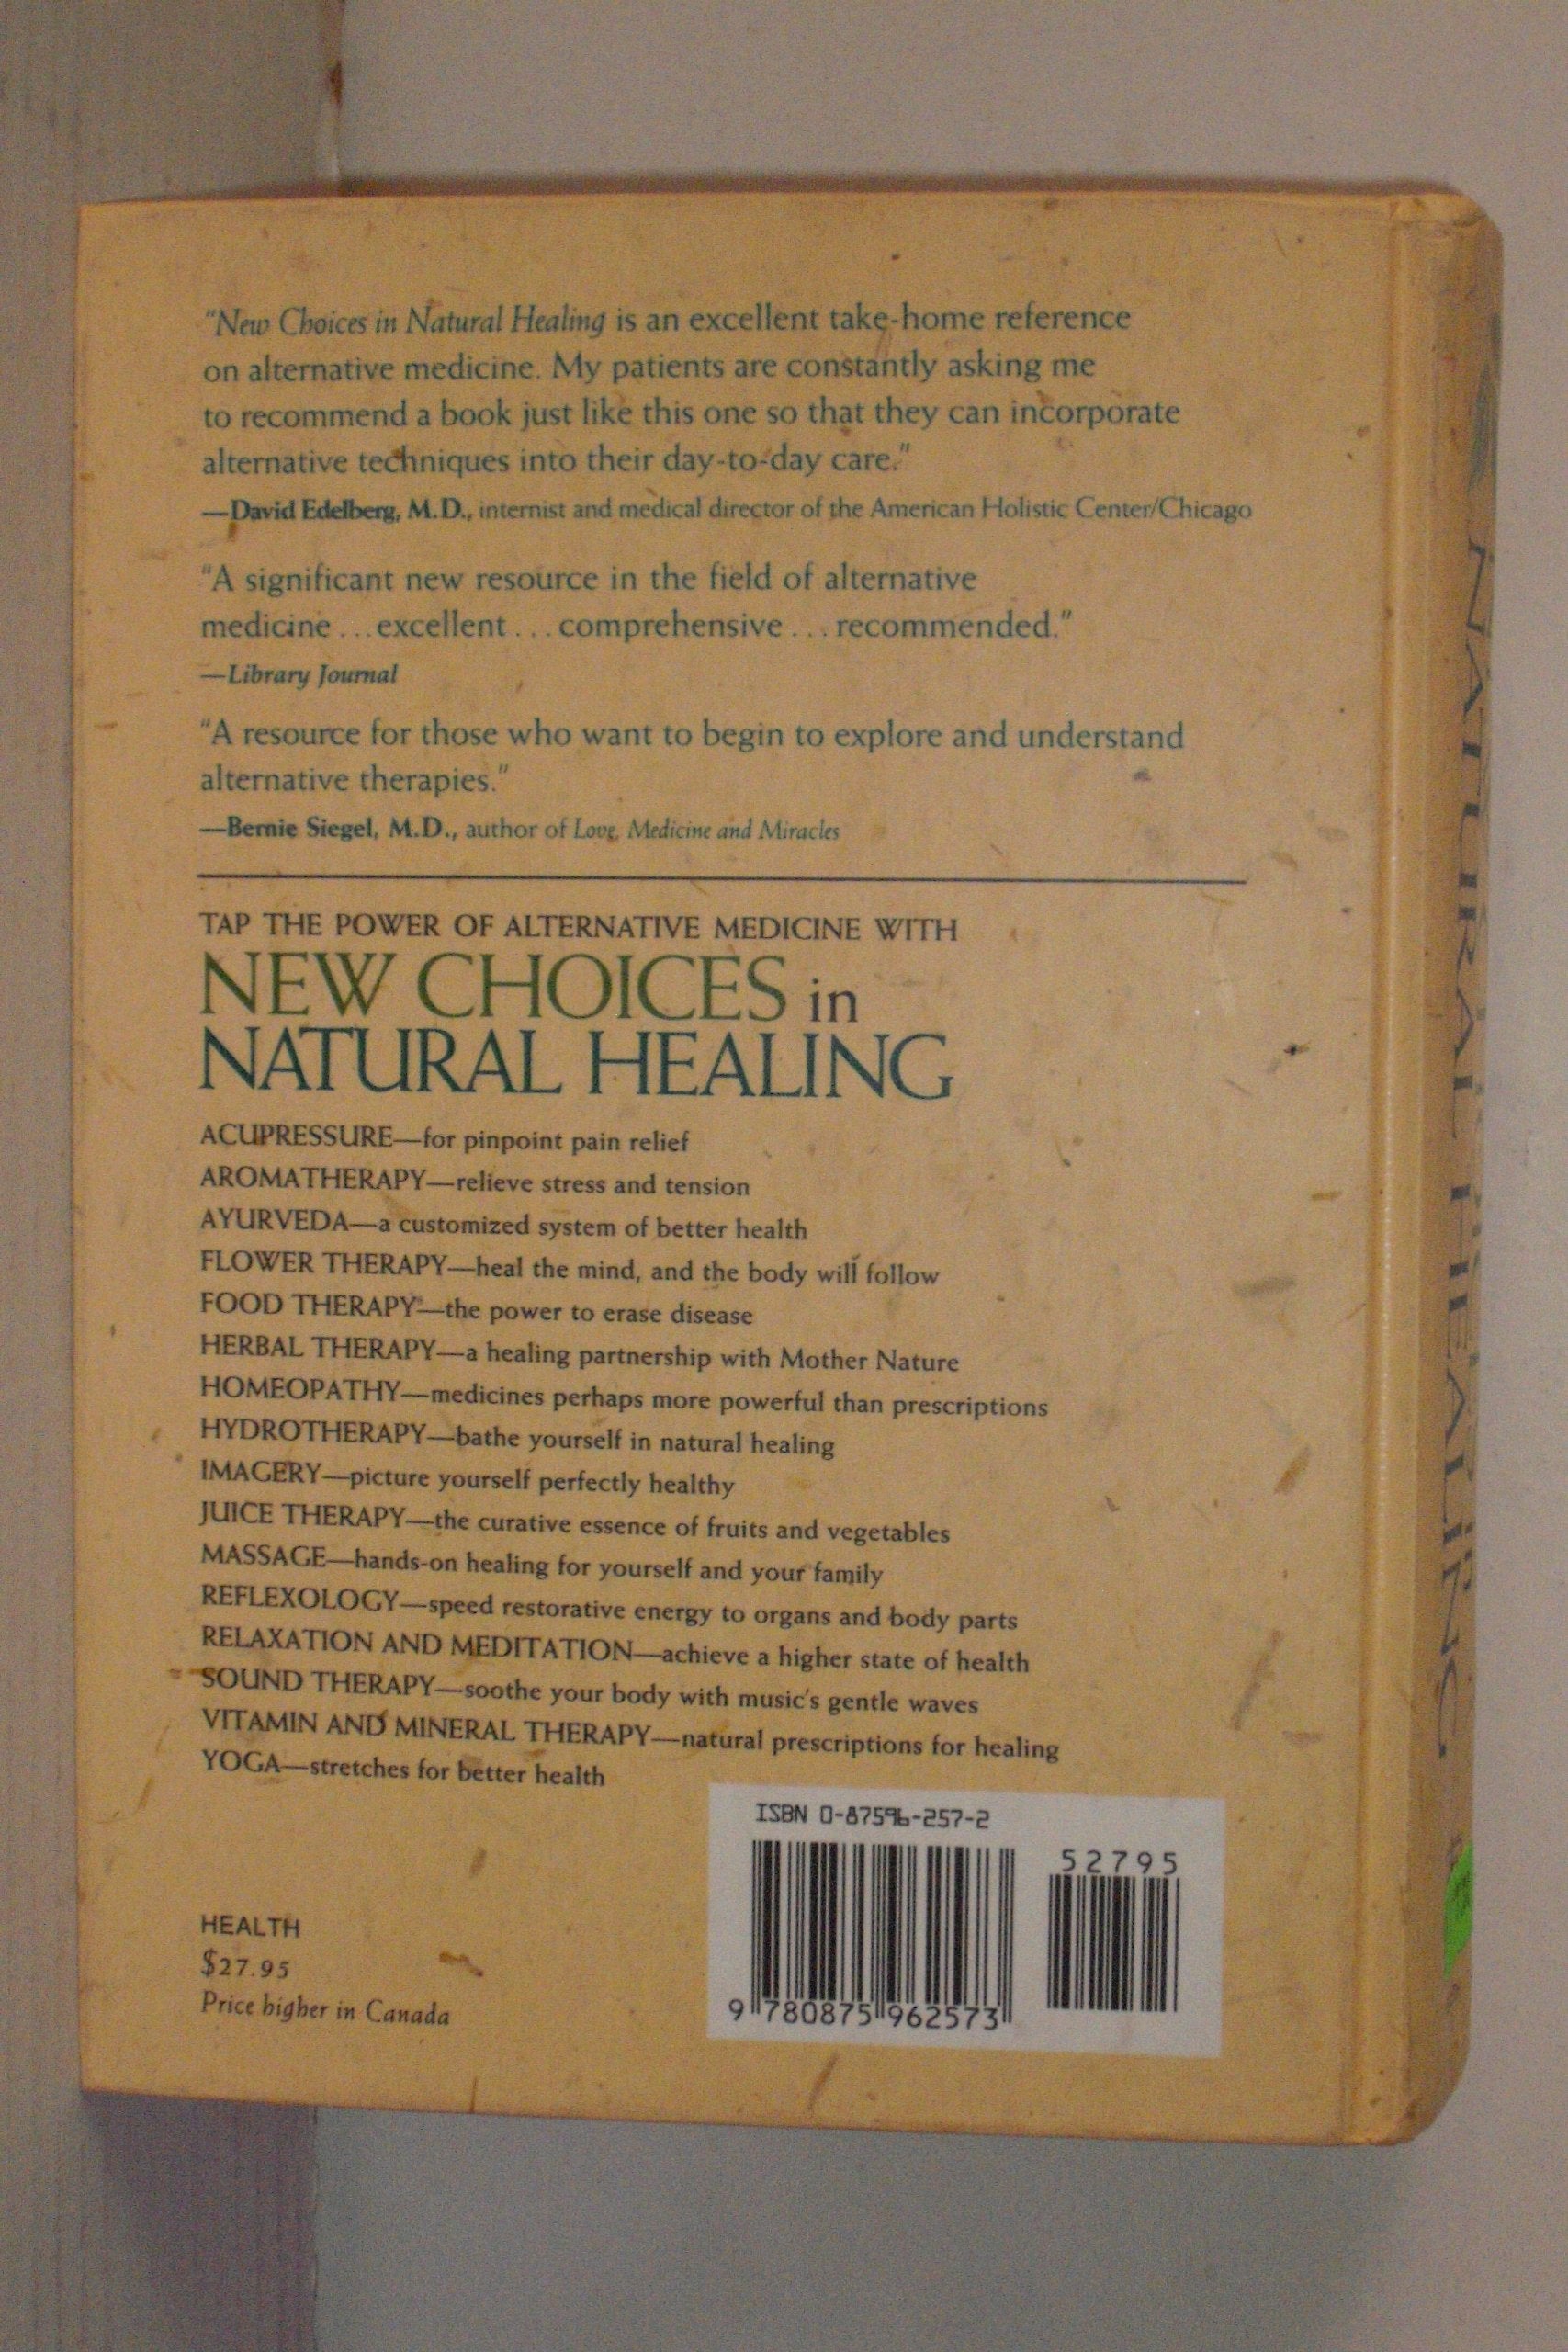 "New Choices in Natural Healing is an excellent take-home reference
on alternative medicine. My patients are constantly asking me
to recommend a book just like this one so that they can incorporate
alternative techniques into their day-to-day care."
—David Edelberg, M.D., internist and medical director of the American Holistic Center/Chicago
"A significant new resource in the field of alternative
medicine . . . excellent . . . comprehensive . . . recommended."
—Library Journal
"A resource for those who want to begin to explore and understand
alternative therapies."
—Bernie Siegel, M.D., author of Love, Medicine and Miracles
TAP THE POWER OF ALTERNATIVE MEDICINE WITH
NEW CHOICES in
NATURAL HEALING
ACUPRESSURE—for pinpoint pain relief
AROMATHERAPY—relieve stress and tension
AYURVEDA—a customized system of better health
FLOWER THERAPY—heal the mind, and the body will follow
FOOD THERAPY—the power to erase disease
HERBAL THERAPY—a healing partnership with Mother Nature
HOMEOPATHY—medicines perhaps more powerful than prescriptions
HYDROTHERAPY—bathe yourself in natural healing
IMAGERY—picture yourself perfectly healthy
JUICE THERAPY—the curative essence of fruits and vegetables
MASSAGE—hands-on healing for yourself and your family
REFLEXOLOGY—speed restorative energy to organs and body parts
RELAXATION AND MEDITATION—achieve a higher state of health
SOUND THERAPY—soothe your body with music's gentle waves
VITAMIN AND MINERAL THERAPY—natural prescriptions for healing
YOGA—stretches for better health
ISBN 0-87596-257-2
52795
9 780875 962573
HEALTH
$27.95
Price higher in Canada